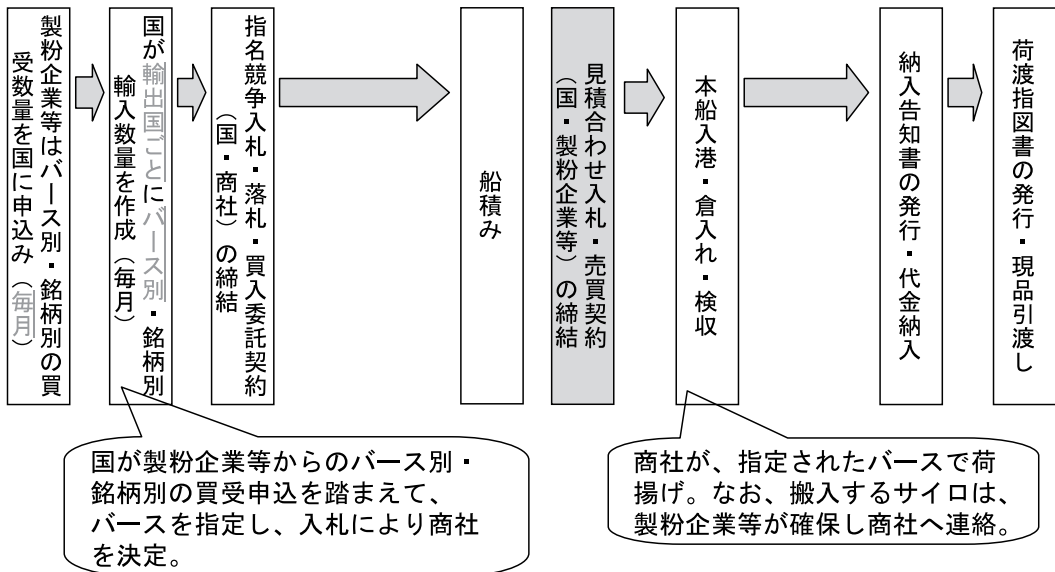 製粉企業等はバース別・銘柄別の買
受数量を国に申込み（毎月）
国が輸出国ごとにバース別・銘柄別
輸入数量を作成（毎月）
指名競争入札・落札・買入委託契約
（国・商社）の締結
船積み
見積合わせ入札・売買契約
（国・製粉企業等）の締結
本船入港・倉入れ・検収
納入告知書の発行・代金納入
荷渡指図書の発行・現品引渡し
国が製粉企業等からのバース別・
銘柄別の買受申込を踏まえて、
バースを指定し、入札により商社
を決定。
商社が、指定されたバースで荷
揚げ。なお、搬入するサイロは、
製粉企業等が確保し商社へ連絡。